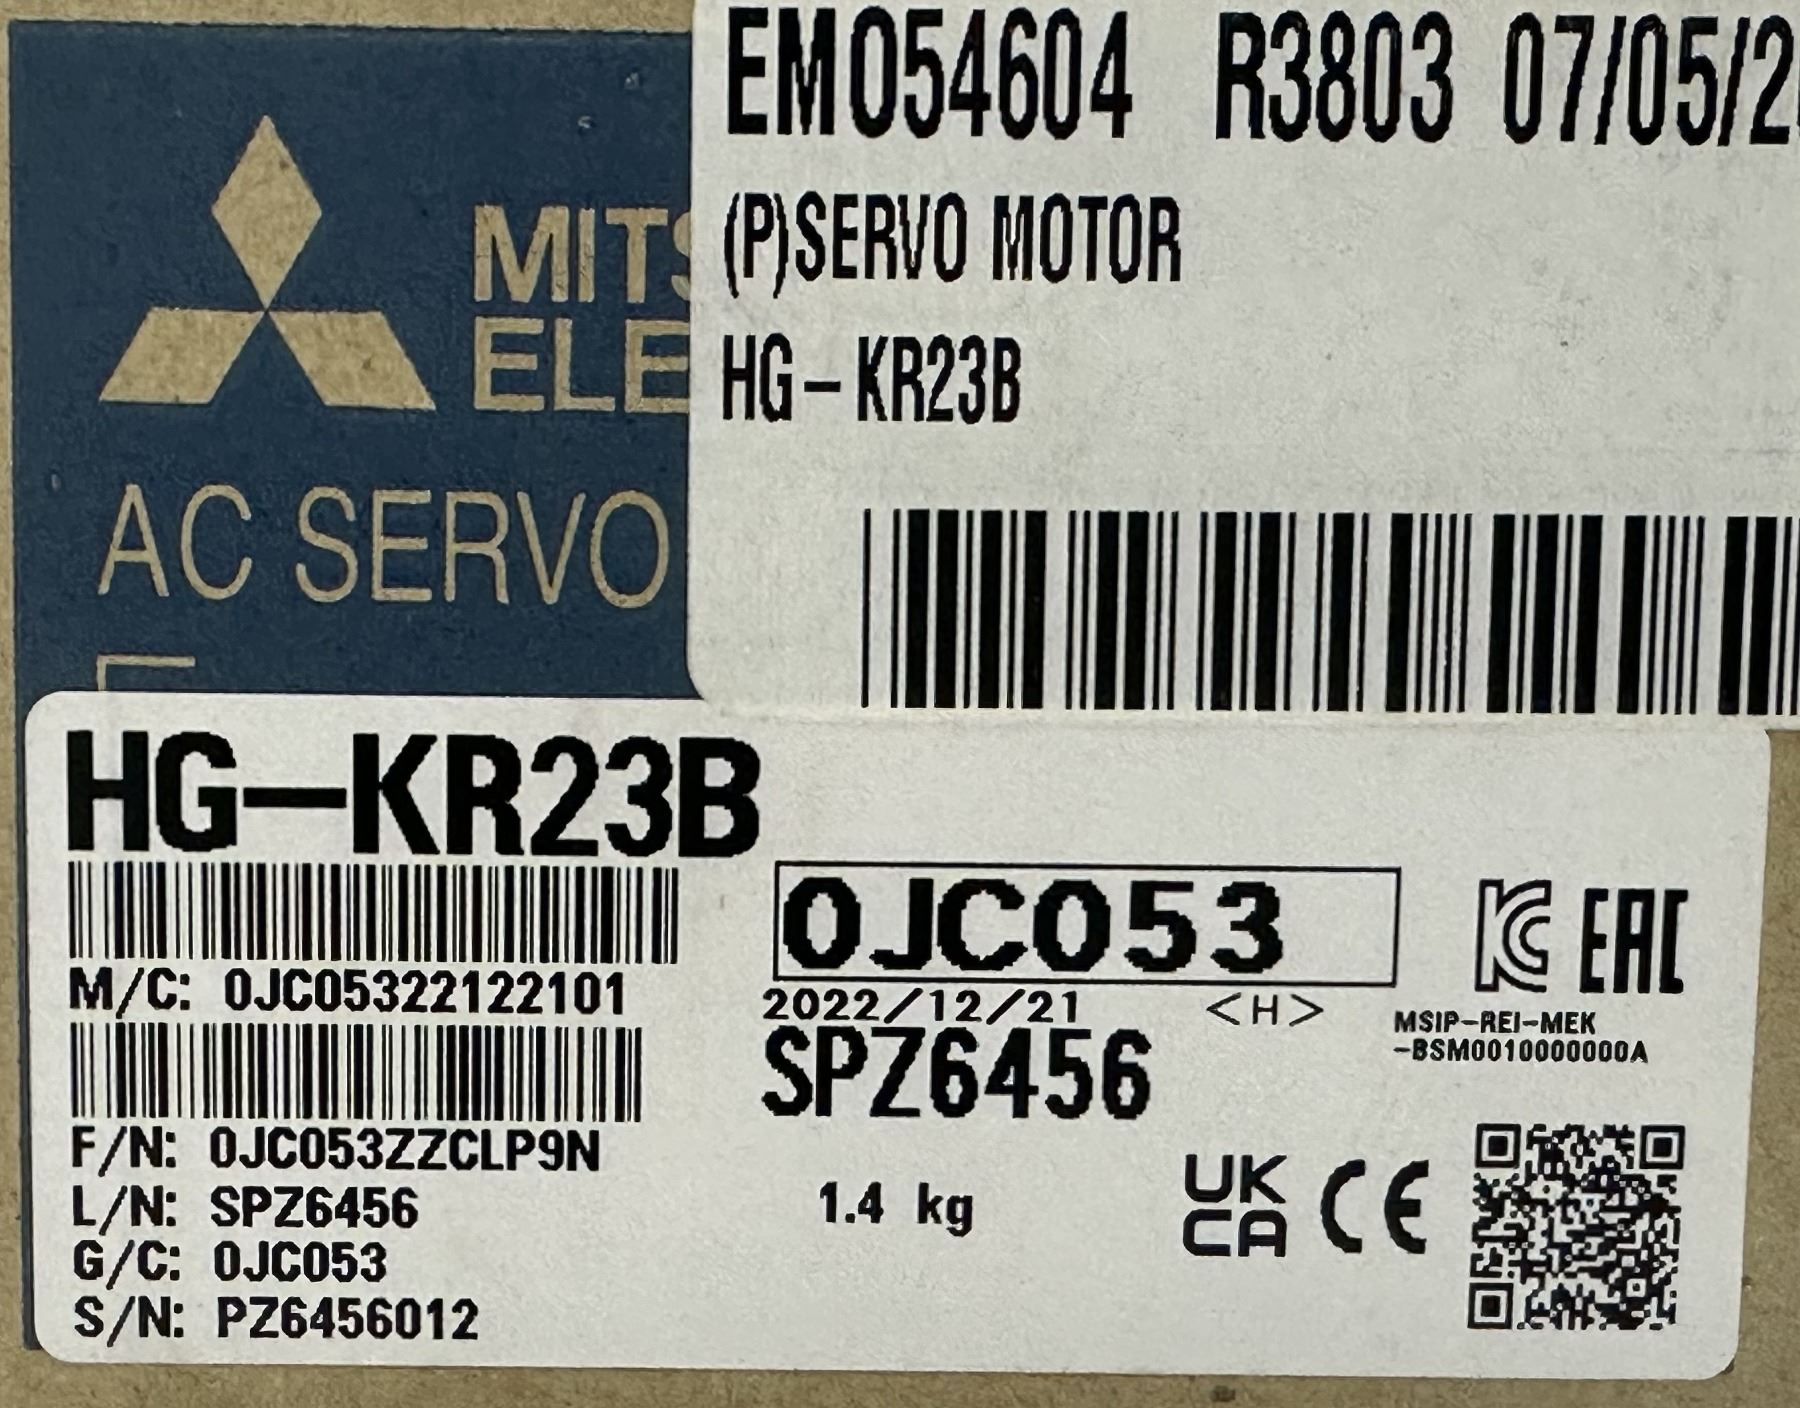 EM054604 R3803 07/05/2
(P)SERVO MOTOR
HG-KR23B
MITS
ELE
AC SERVO
HG-KR23B
M/C: 0JC05322122101
F/N: 0JC053ZZCLP9N
L/N: SPZ6456
G/C: 0JC053
S/N: PZ6456012
0JC053
2022/12/21 <H>
SPZ6456
1.4 kg
EAC
MSIP-REI-MEK
-BSM0010000000A
UK
CA CE